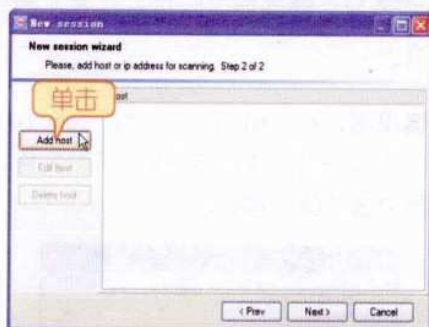 New session
New session wizard
Please, add host or ip address for scanning. Step 2 of 2
单击
Add host
Edit host
Delete host
< Prev
Next >
Cancel